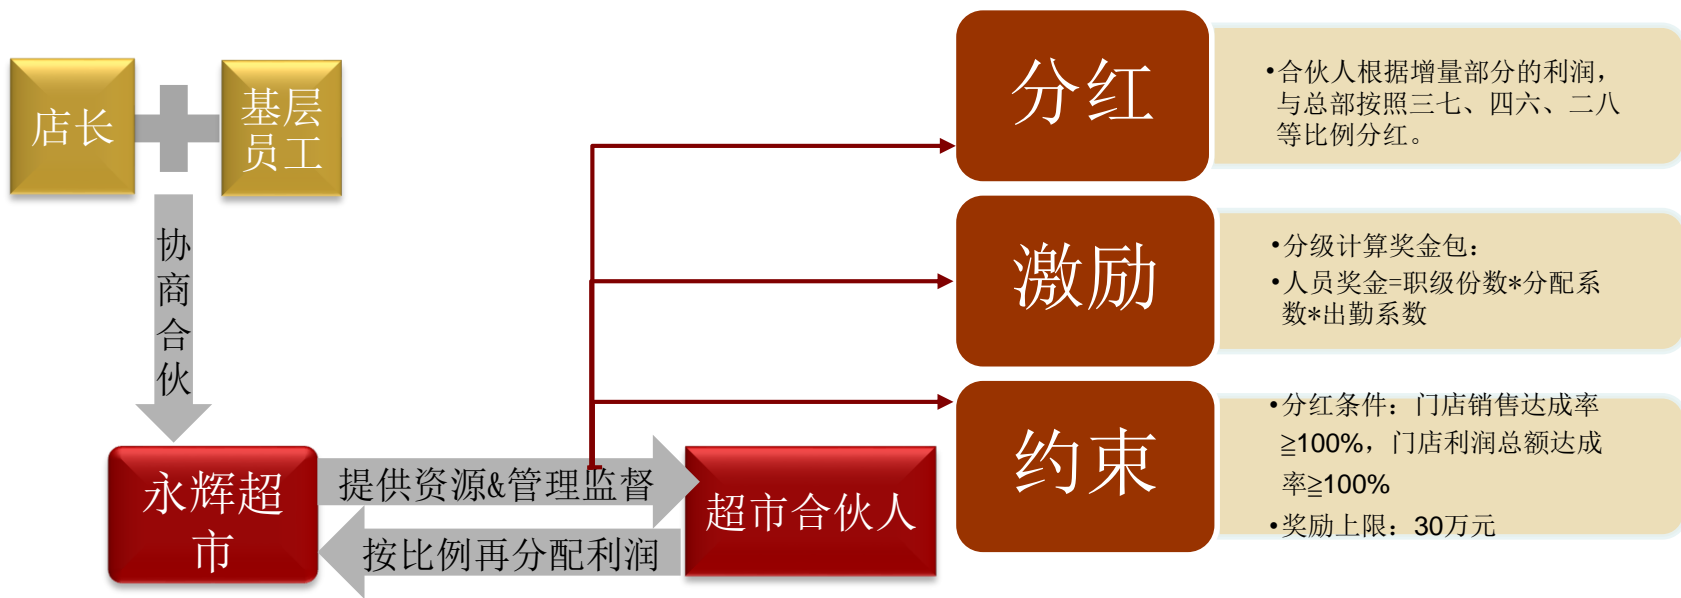 店长
基层
员工
协
商
合
伙
永辉超
市
提供资源&管理监督
按比例再分配利润
超市合伙人
分红
•合伙人根据增量部分的利润，
与总部按照三七、四六、二八
等比例分红。
激励
•分级计算奖金包：
•人员奖金=职级份数*分配系
数*出勤系数
约束
•分红条件：门店销售达成率
≧100%，门店利润总额达成
率≧100%
•奖励上限：30万元